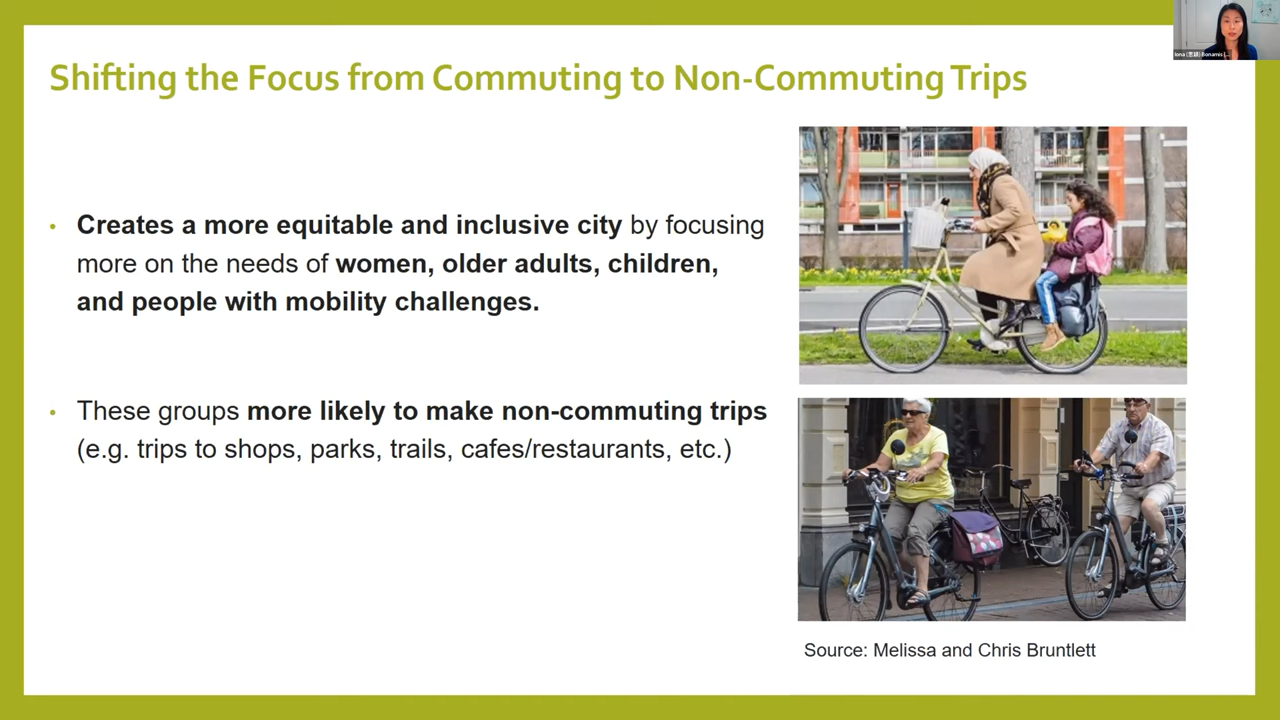 Shifting the Focus from Commuting to Non-Commuting Trips
• Creates a more equitable and inclusive city by focusing
more on the needs of women, older adults, children,
and people with mobility challenges.
• These groups more likely to make non-commuting trips
(e.g. trips to shops, parks, trails, cafes/restaurants, etc.)
Source: Melissa and Chris Bruntlett
Iona Bonamis